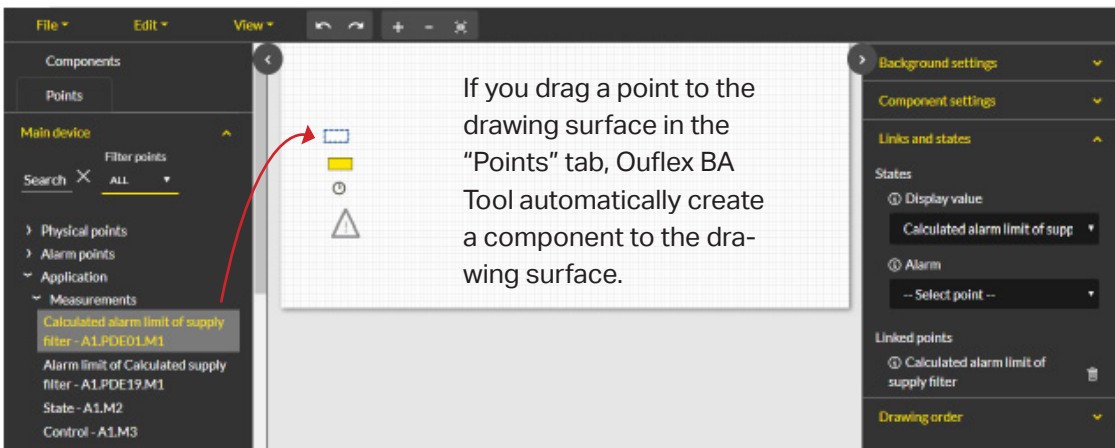 File Edit View + -
Components
Points
Main device
Filter points
Search ALL
Physical points
Alarm points
Application
Measurements
Calculated alarm limit of supply
filter - A1.PDE01.M1
Alarm limit of Calculated supply
filter - A1.PDE19.M1
State - A1.M2
Control - A1.M3
If you drag a point to the
drawing surface in the
“Points” tab, Ouflex BA
Tool automatically create
a component to the dra-
wing surface.
Background settings
Component settings
Links and states
States
Display value
Calculated alarm limit of supp
Alarm
-- Select point --
Linked points
Calculated alarm limit of
supply filter
Drawing order